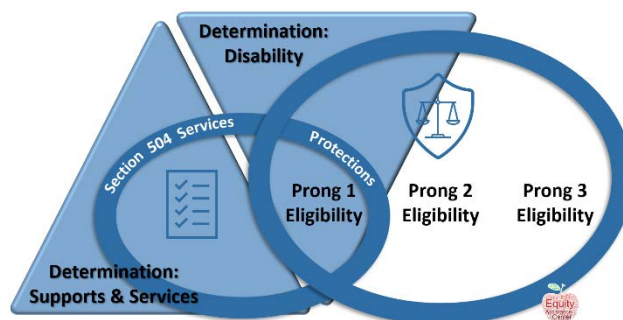 Determination:
Disability
Section 504 Services
Protections
Prong 1
Eligibility
Prong 2
Eligibility
Prong 3
Eligibility
Determination:
Supports & Services
Equity
Assurance
Center